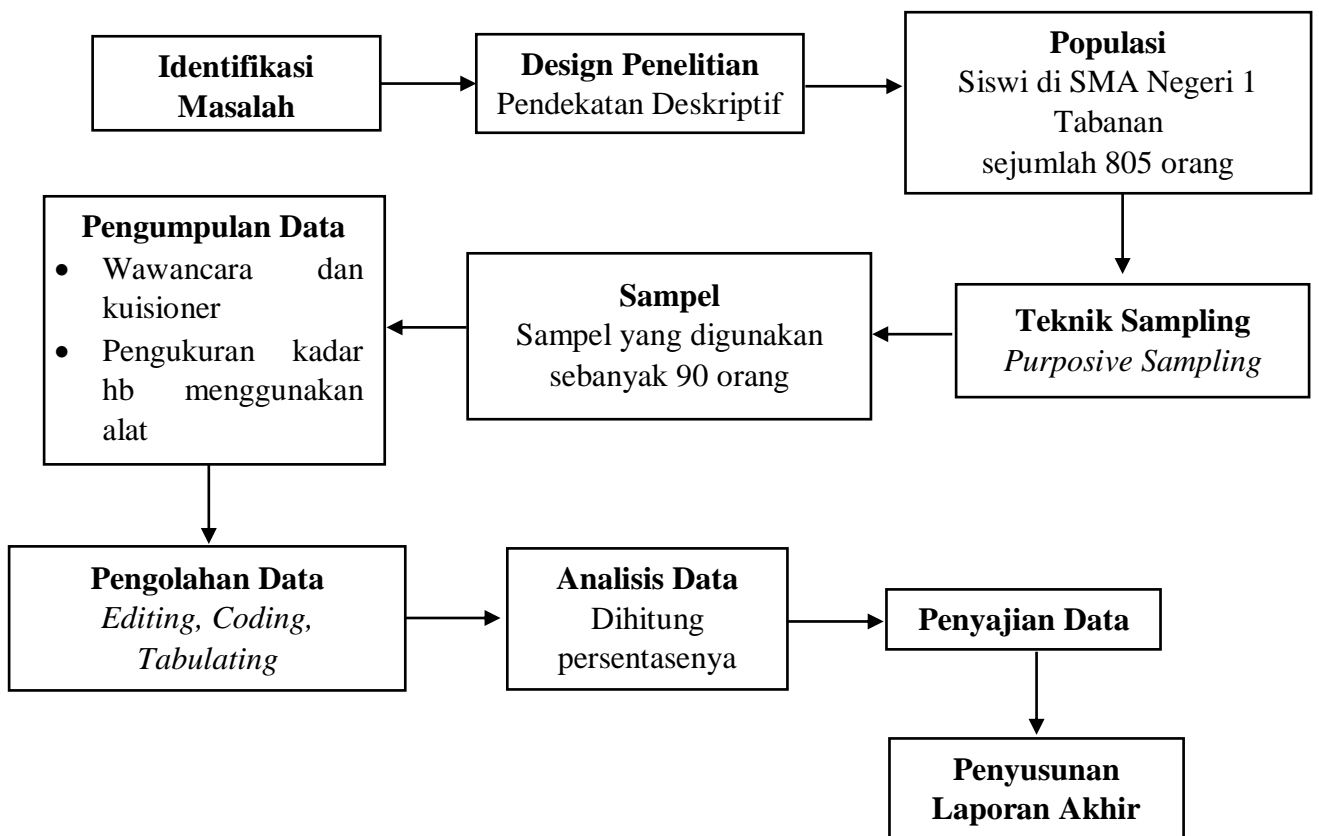 Identifikasi
Masalah
Design Penelitian
Pendekatan Deskriptif
Populasi
Siswi di SMA Negeri 1
Tabanan
sejumlah 805 orang
Teknik Sampling
Purposive Sampling
Sampel
Sampel yang digunakan
sebanyak 90 orang
Pengumpulan Data
• Wawancara dan
kuisioner
• Pengukuran kadar
hb menggunakan
alat
Pengolahan Data
Editing, Coding,
Tabulating
Analisis Data
Dihitung
persentasenya
Penyajian Data
Penyusunan
Laporan Akhir